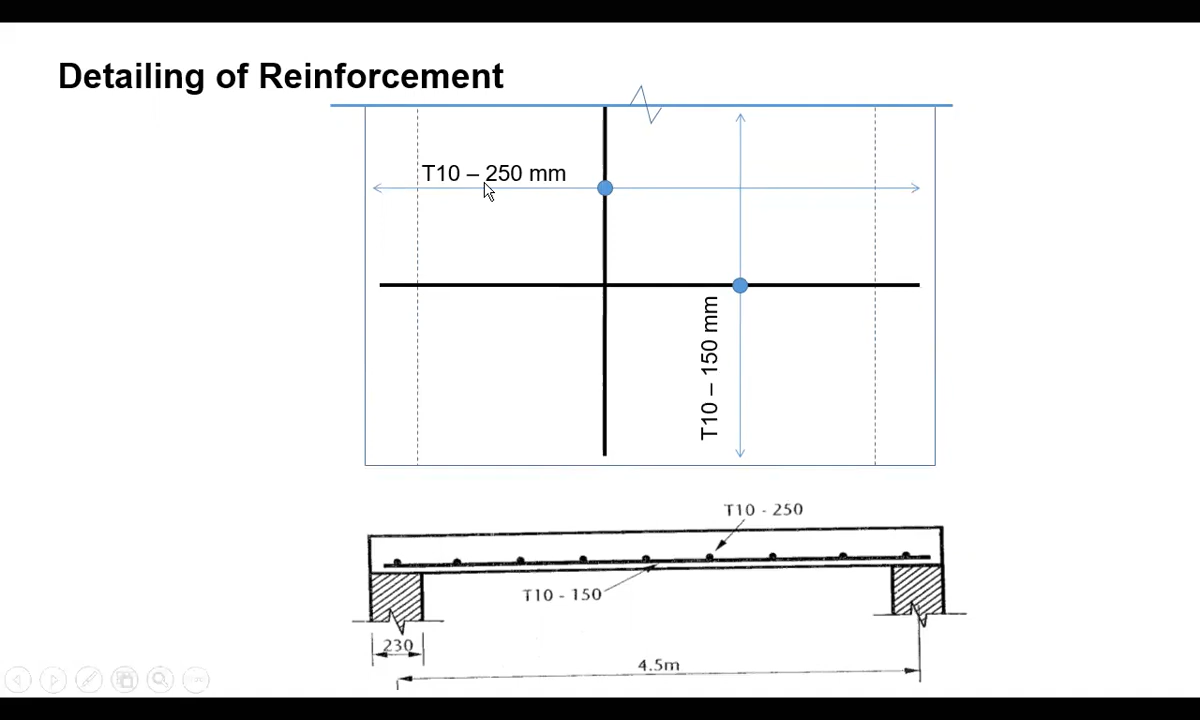 Detailing of Reinforcement
T10 – 250 mm
T10 – 150 mm
T10 - 250
T10 - 150
230
4.5m